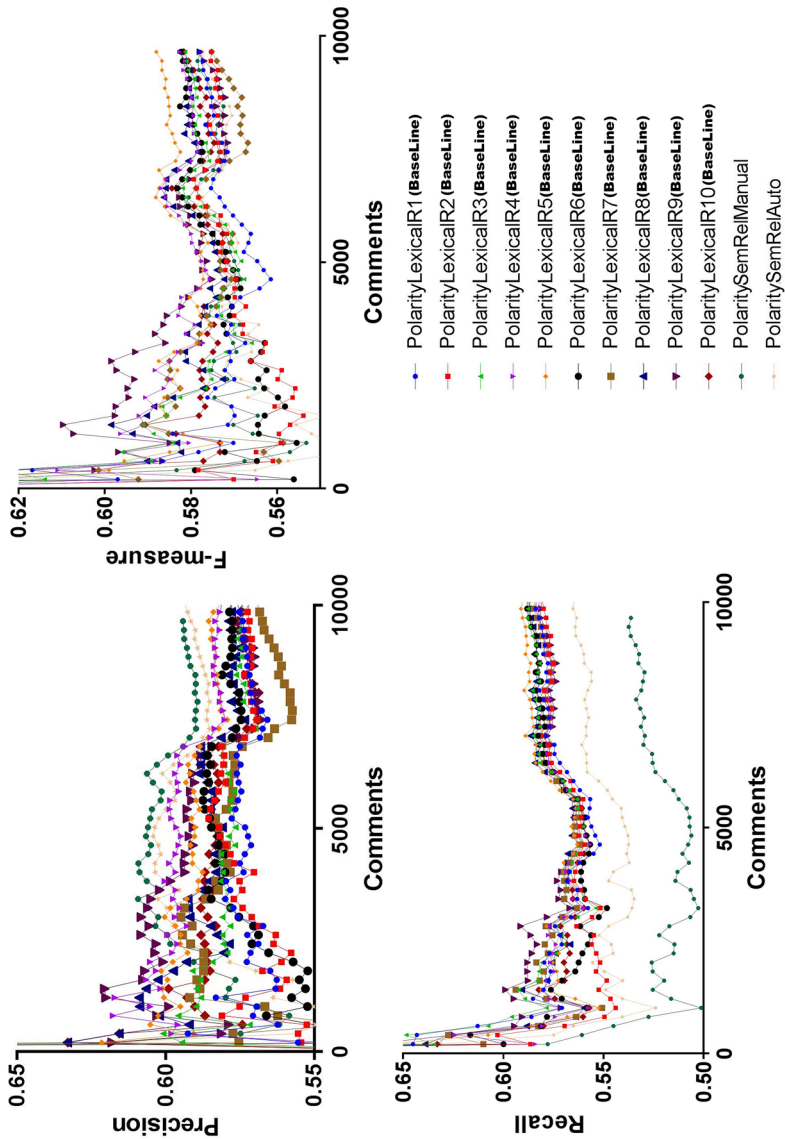 Precision
0.65
0.60
0.55
0
5000
10000
Comments
F-measure
0.62
0.60
0.58
0.56
0
5000
10000
Comments
Recall
0.65
0.60
0.55
0.50
0
5000
10000
Comments
PolarityLexicalR1(BaseLine)
PolarityLexicalR2(BaseLine)
PolarityLexicalR3(BaseLine)
PolarityLexicalR4(BaseLine)
PolarityLexicalR5(BaseLine)
PolarityLexicalR6(BaseLine)
PolarityLexicalR7(BaseLine)
PolarityLexicalR8(BaseLine)
PolarityLexicalR9(BaseLine)
PolarityLexicalR10(BaseLine)
PolaritySemRelManual
PolaritySemRelAuto